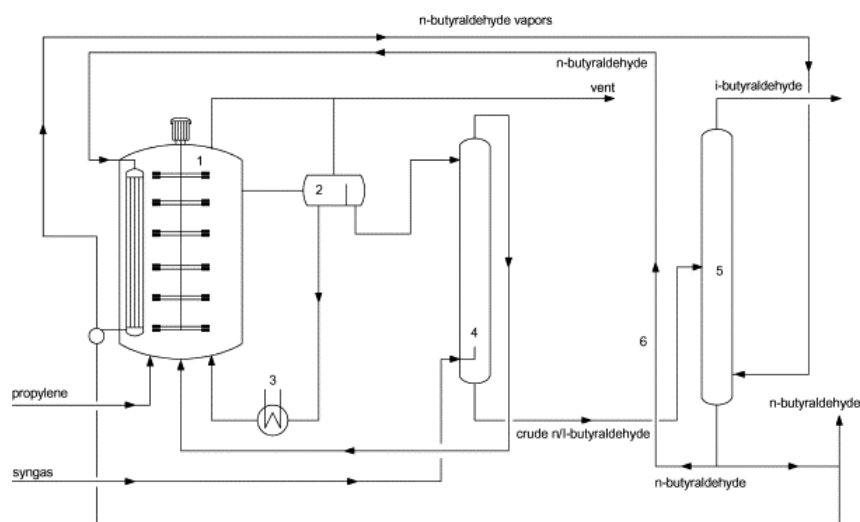 n-butyraldehyde vapors
n-butyraldehyde
vent
i-butyraldehyde
1
2
3
4
5
6
propylene
syngas
crude n/l-butyraldehyde
n-butyraldehyde
n-butyraldehyde